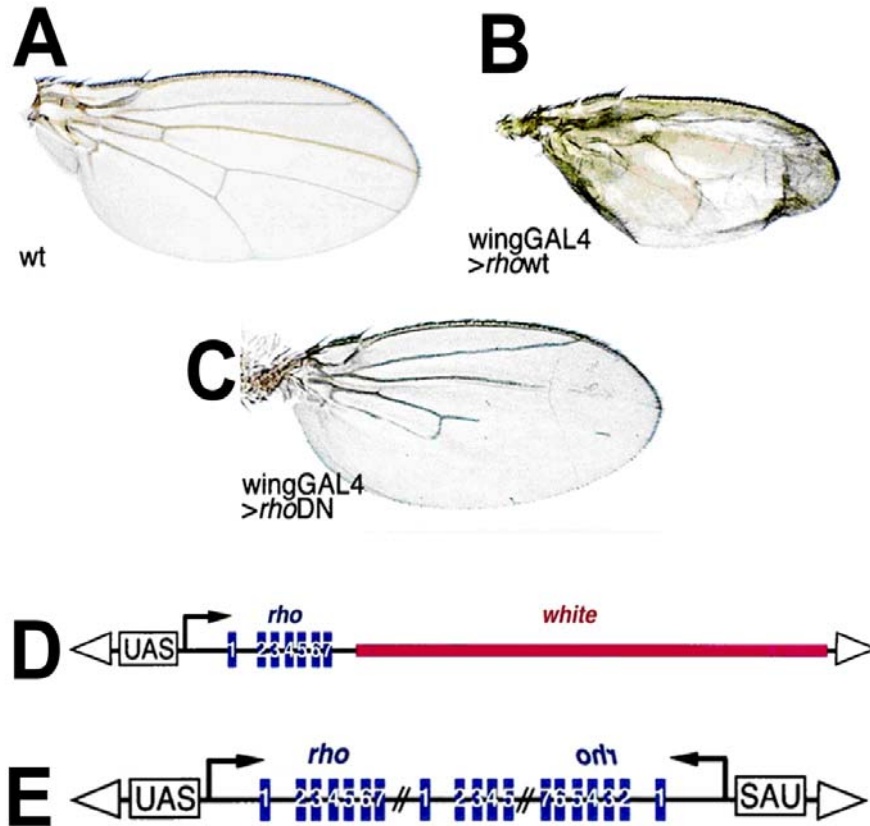 A
B
wt
wingGAL4
>rhowt
C
wingGAL4
>rhoDN
rho white
D UAS 1 2 3 4 5 6 7
rho ohr
E UAS 1 2 3 4 5 6 7 // 1 2 3 4 5 // 7 6 5 4 3 2 1 SAU